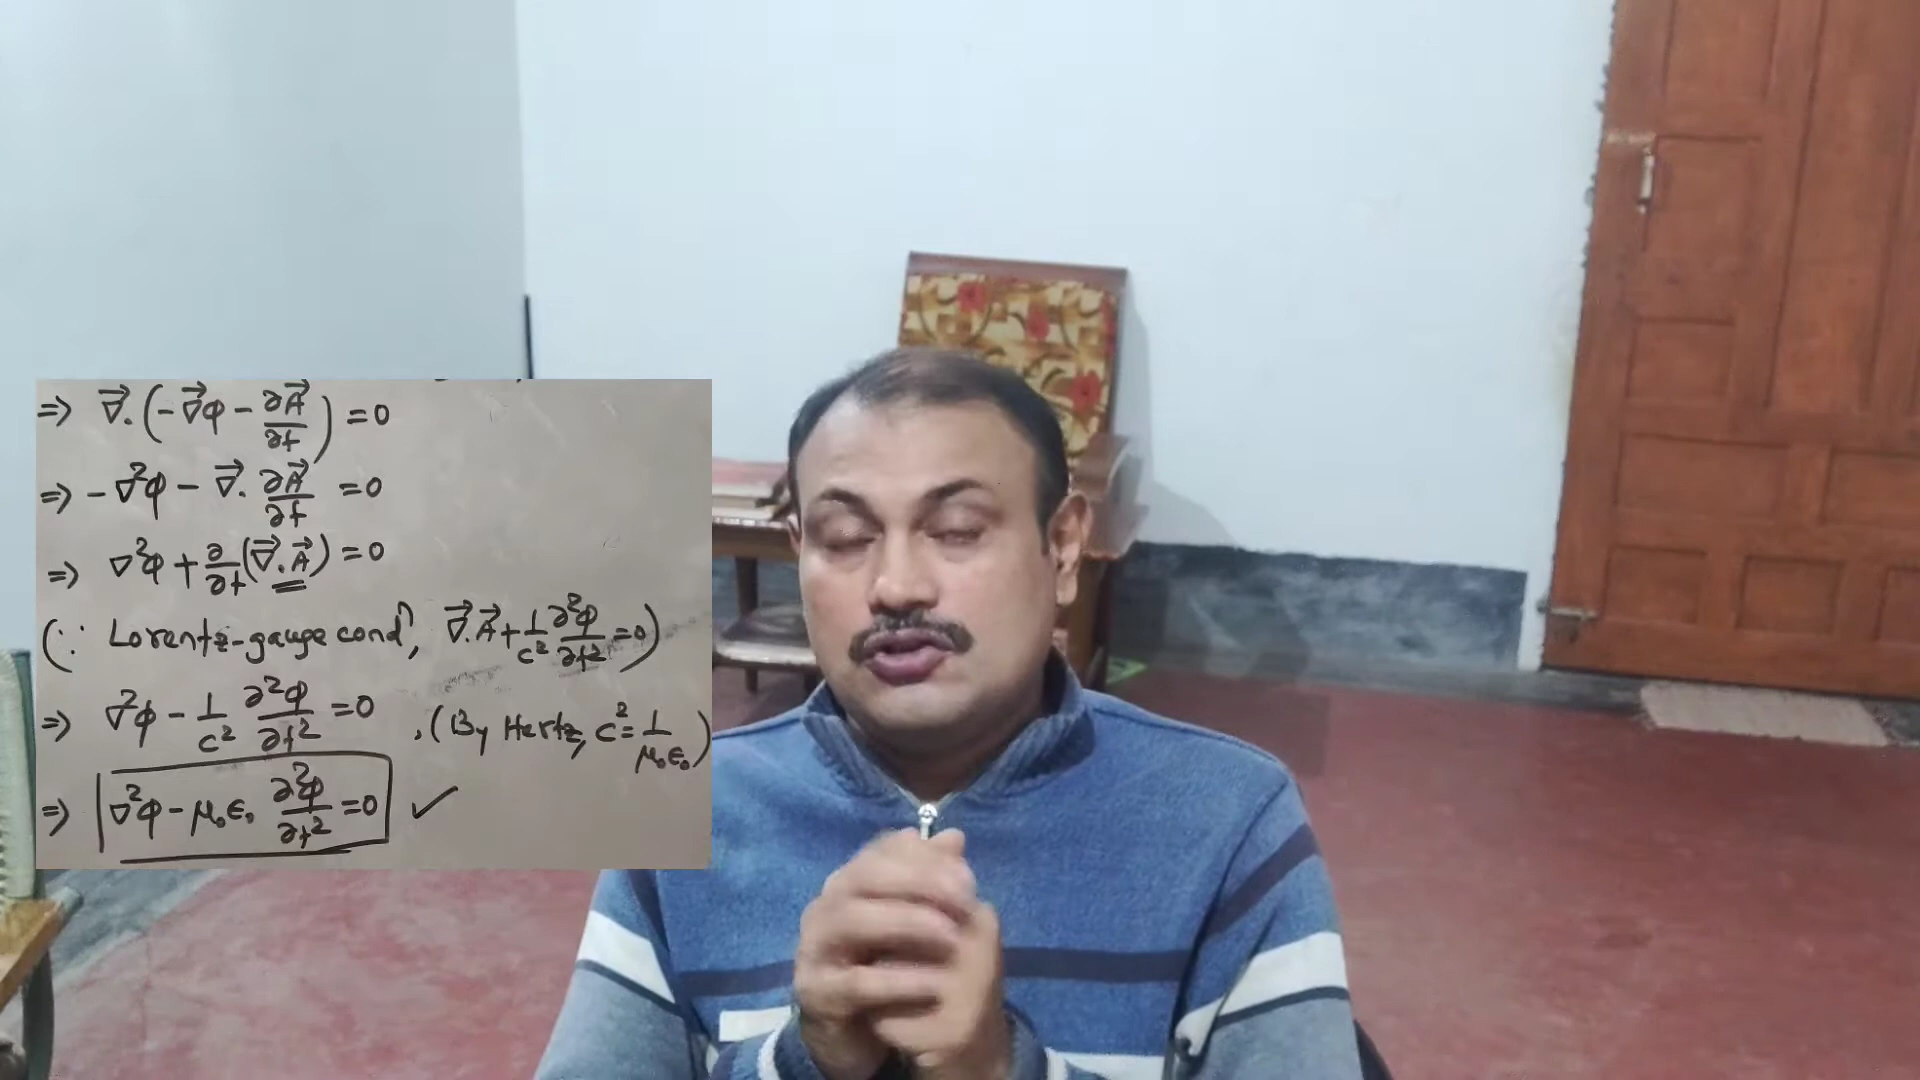 ⇒ ∇⃗.(-∇⃗φ - ∂A⃗/∂t) = 0
⇒ -∇²φ - ∇⃗.∂A⃗/∂t = 0
⇒ ∇²φ + ∂/∂t(∇⃗.A⃗) = 0
(∵ Lorentz-gauge condⁿ, ∇⃗.A⃗ + 1/c² ∂²φ/∂t² = 0)
⇒ ∇²φ - 1/c² ∂²φ/∂t² = 0 , (By Hertz, c² = 1/μ₀ε₀)
⇒ ∇²φ - μ₀ε₀ ∂²φ/∂t² = 0 ✓